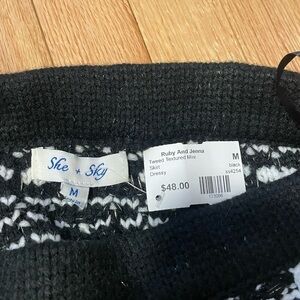 She + Sky
M
Ruby And Jenna
Tweed Textured Mini
Skirt
Dressy
M
black
$48.00